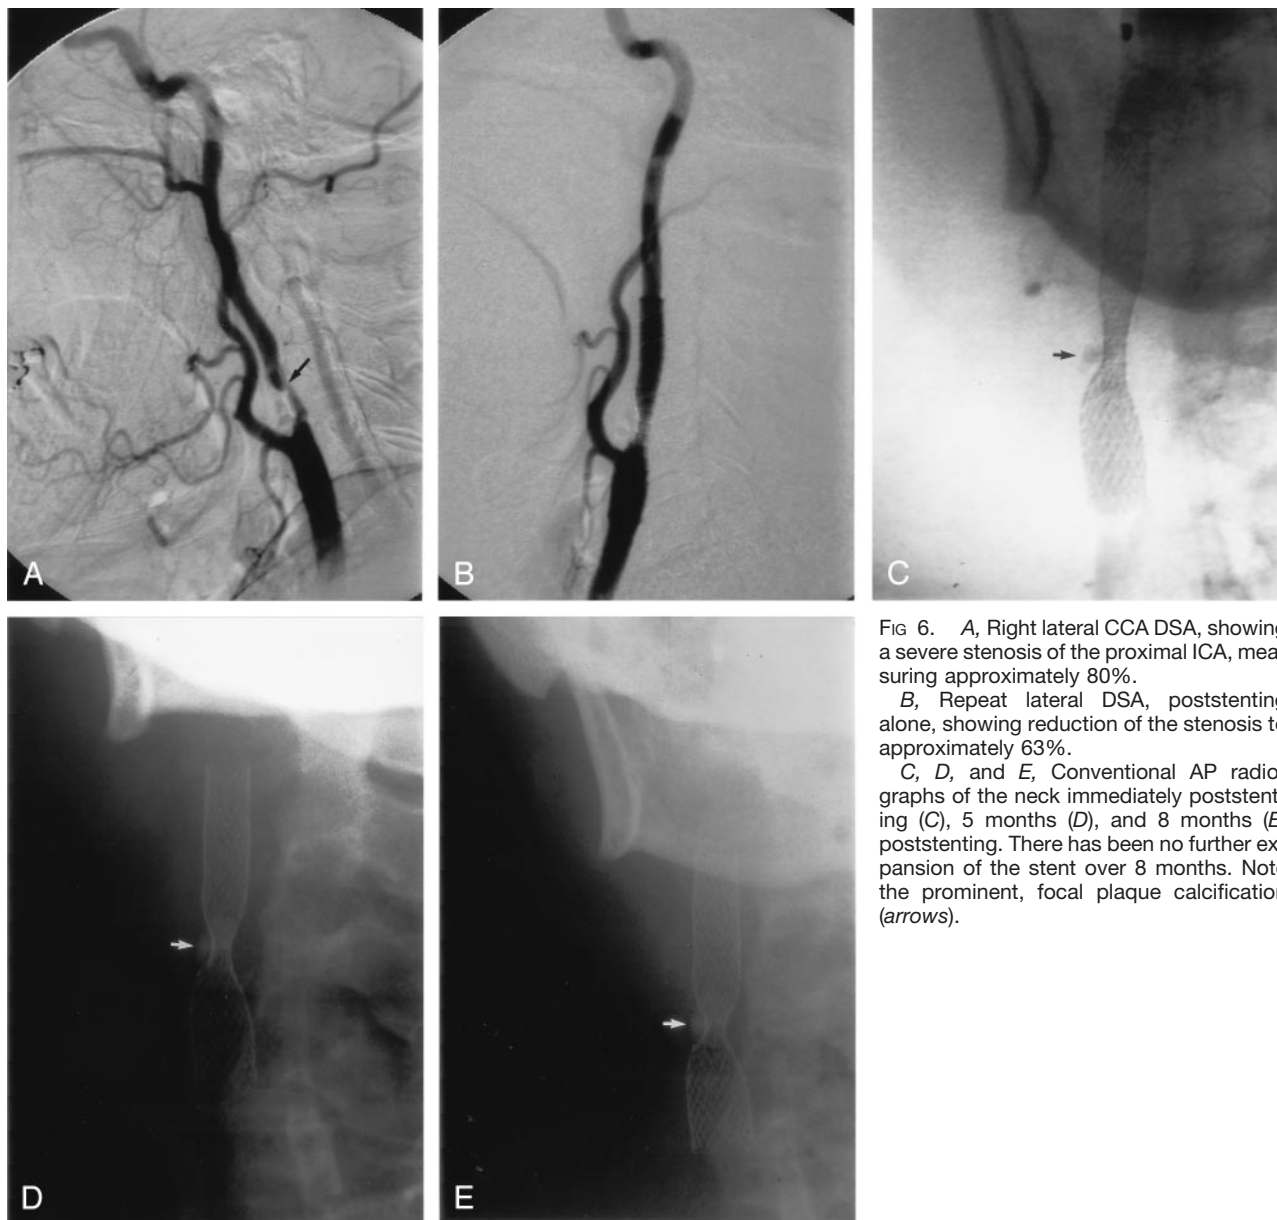 A
B
C
FIG 6. A, Right lateral CCA DSA, showing
a severe stenosis of the proximal ICA, mea
suring approximately 80%.
B, Repeat lateral DSA, poststenting
alone, showing reduction of the stenosis t
approximately 63%.
C, D, and E, Conventional AP radio
graphs of the neck immediately poststent
ing (C), 5 months (D), and 8 months (E
poststenting. There has been no further ex
pansion of the stent over 8 months. Note
the prominent, focal plaque calcification
(arrows).
D
E